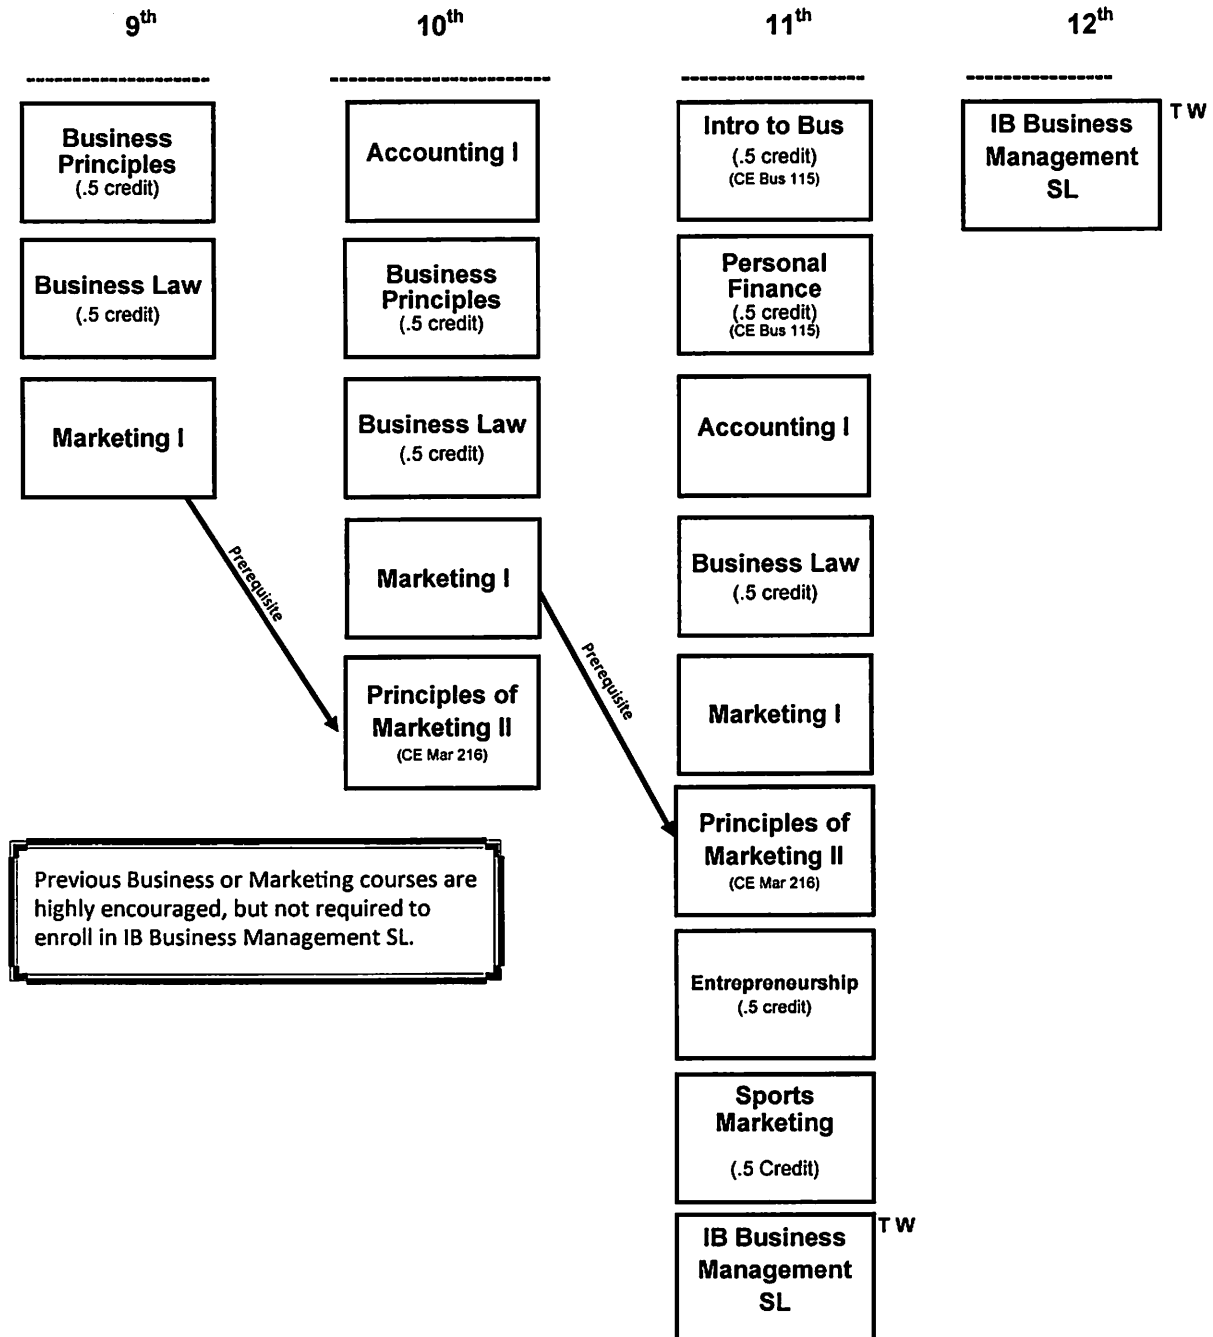 9th
10th
11th
12th
Business
Principles
(.5 credit)
Business Law
(.5 credit)
Marketing I
Prerequisite
Accounting I
Business
Principles
(.5 credit)
Business Law
(.5 credit)
Marketing I
Prerequisite
Principles of
Marketing II
(CE Mar 216)
Intro to Bus
(.5 credit)
(CE Bus 115)
Personal
Finance
(.5 credit)
(CE Bus 115)
Accounting I
Business Law
(.5 credit)
Marketing I
Principles of
Marketing II
(CE Mar 216)
Entrepreneurship
(.5 credit)
Sports
Marketing
(.5 Credit)
IB Business
Management
SL
T W
IB Business
Management
SL
T W
Previous Business or Marketing courses are
highly encouraged, but not required to
enroll in IB Business Management SL.